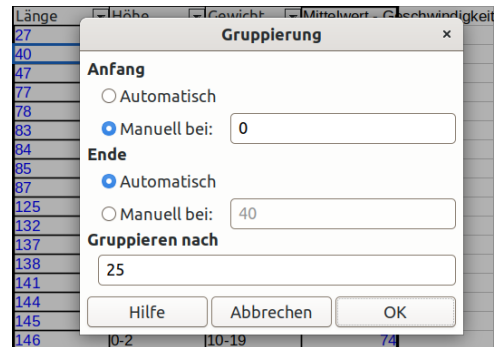 Länge Höhe Gewicht Mittelwert - Geschwindigkeit
27
Gruppierung ×
40
47
Anfang
77
Automatisch
78
83
Manuell bei: 0
84
Ende
85
87
Automatisch
125
132
Manuell bei: 40
137
Gruppieren nach
138
141
25
144
Hilfe Abbrechen OK
145
146 0-2 10-19 74